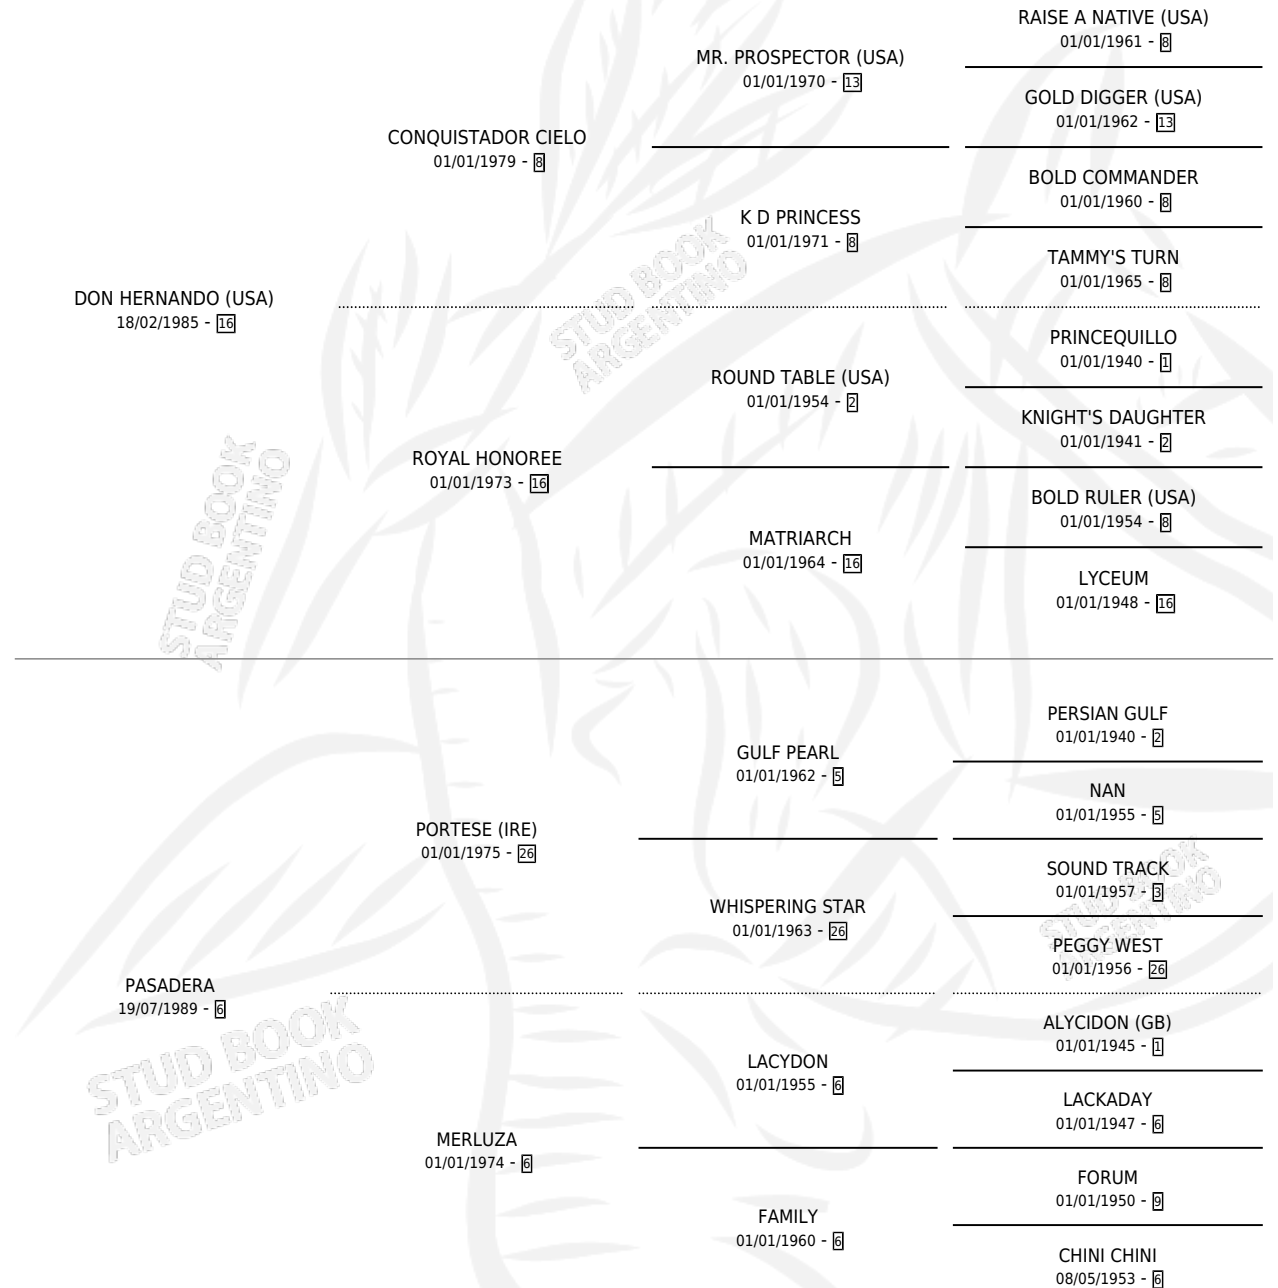 RAISE A NATIVE (USA)
01/01/1961 - 8
MR. PROSPECTOR (USA)
01/01/1970 - 13
GOLD DIGGER (USA)
01/01/1962 - 13
CONQUISTADOR CIELO
01/01/1979 - 8
BOLD COMMANDER
01/01/1960 - 8
K D PRINCESS
01/01/1971 - 8
TAMMY'S TURN
01/01/1965 - 8
DON HERNANDO (USA)
18/02/1985 - 16
PRINCEQUILLO
01/01/1940 - 1
ROUND TABLE (USA)
01/01/1954 - 2
KNIGHT'S DAUGHTER
01/01/1941 - 2
ROYAL HONOREE
01/01/1973 - 16
BOLD RULER (USA)
01/01/1954 - 8
MATRIARCH
01/01/1964 - 16
LYCEUM
01/01/1948 - 16
PERSIAN GULF
01/01/1940 - 2
GULF PEARL
01/01/1962 - 5
NAN
01/01/1955 - 5
PORTESE (IRE)
01/01/1975 - 26
SOUND TRACK
01/01/1957 - 3
WHISPERING STAR
01/01/1963 - 26
PEGGY WEST
01/01/1956 - 26
PASADERA
19/07/1989 - 6
ALYCIDON (GB)
01/01/1945 - 1
LACYDON
01/01/1955 - 6
LACKADAY
01/01/1947 - 6
MERLUZA
01/01/1974 - 6
FORUM
01/01/1950 - 9
FAMILY
01/01/1960 - 6
CHINI CHINI
08/05/1953 - 6
STUD BOOK
ARGENTINO
STUD BOOK
ARGENTINO
STUD BOOK
ARGENTINO
STUD BOOK
ARGENTINO